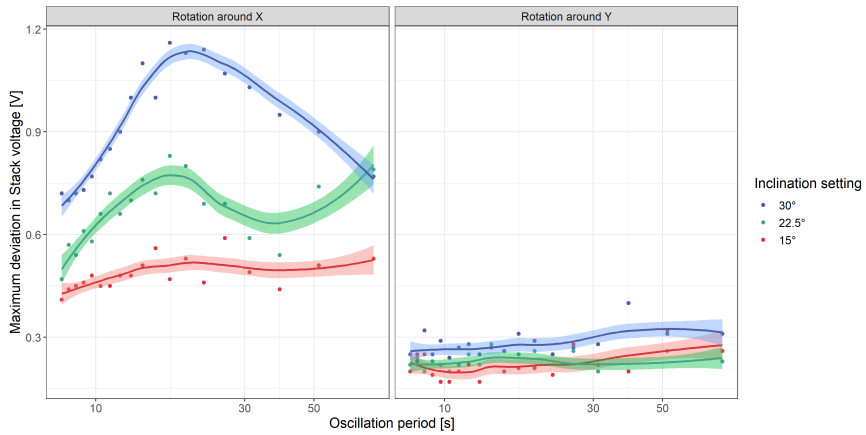 Rotation around X
Rotation around Y
Maximum deviation in Stack voltage [V]
1.2
0.9
0.6
0.3
10
30
50
10
30
50
Oscillation period [s]
Inclination setting
30°
22.5°
15°